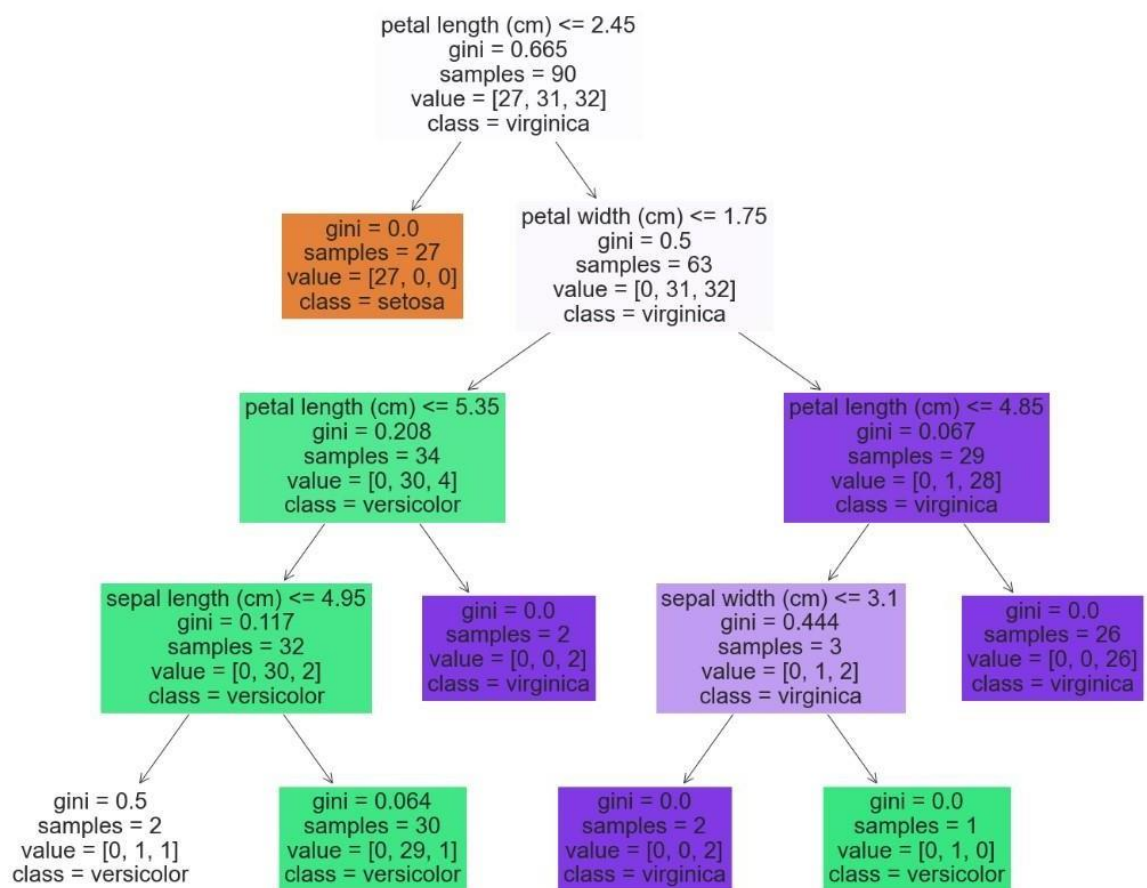 petal length (cm) <= 2.45
gini = 0.665
samples = 90
value = [27, 31, 32]
class = virginica
gini = 0.0
samples = 27
value = [27, 0, 0]
class = setosa
petal width (cm) <= 1.75
gini = 0.5
samples = 63
value = [0, 31, 32]
class = virginica
petal length (cm) <= 5.35
gini = 0.208
samples = 34
value = [0, 30, 4]
class = versicolor
petal length (cm) <= 4.85
gini = 0.067
samples = 29
value = [0, 1, 28]
class = virginica
sepal length (cm) <= 4.95
gini = 0.117
samples = 32
value = [0, 30, 2]
class = versicolor
gini = 0.0
samples = 2
value = [0, 0, 2]
class = virginica
sepal width (cm) <= 3.1
gini = 0.444
samples = 3
value = [0, 1, 2]
class = virginica
gini = 0.0
samples = 26
value = [0, 0, 26]
class = virginica
gini = 0.5
samples = 2
value = [0, 1, 1]
class = versicolor
gini = 0.064
samples = 30
value = [0, 29, 1]
class = versicolor
gini = 0.0
samples = 2
value = [0, 0, 2]
class = virginica
gini = 0.0
samples = 1
value = [0, 1, 0]
class = versicolor